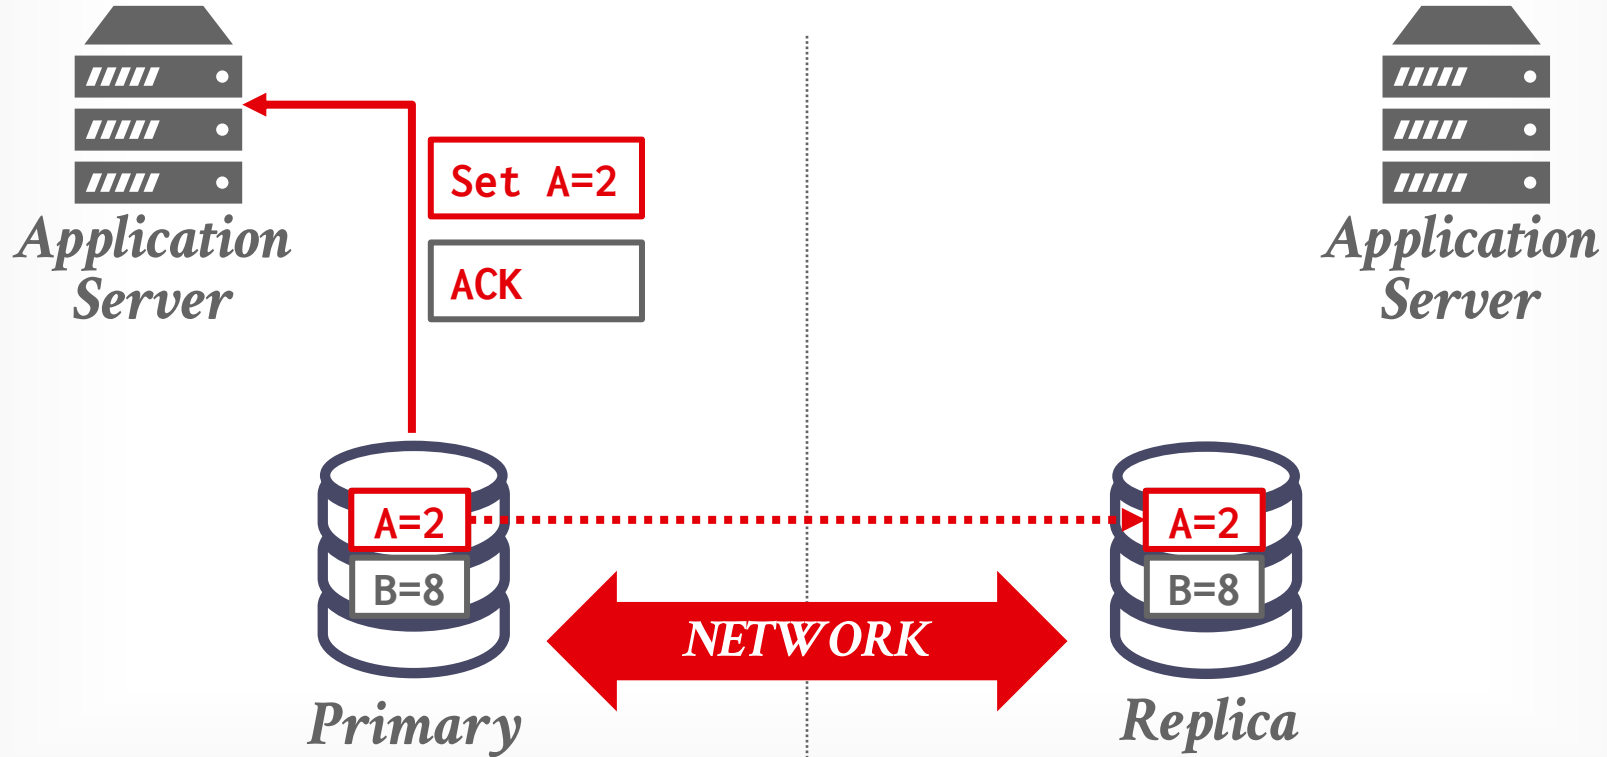 Application
Server
Application
Server
Set A=2
ACK
A=2
B=8
A=2
B=8
NETWORK
Primary
Replica